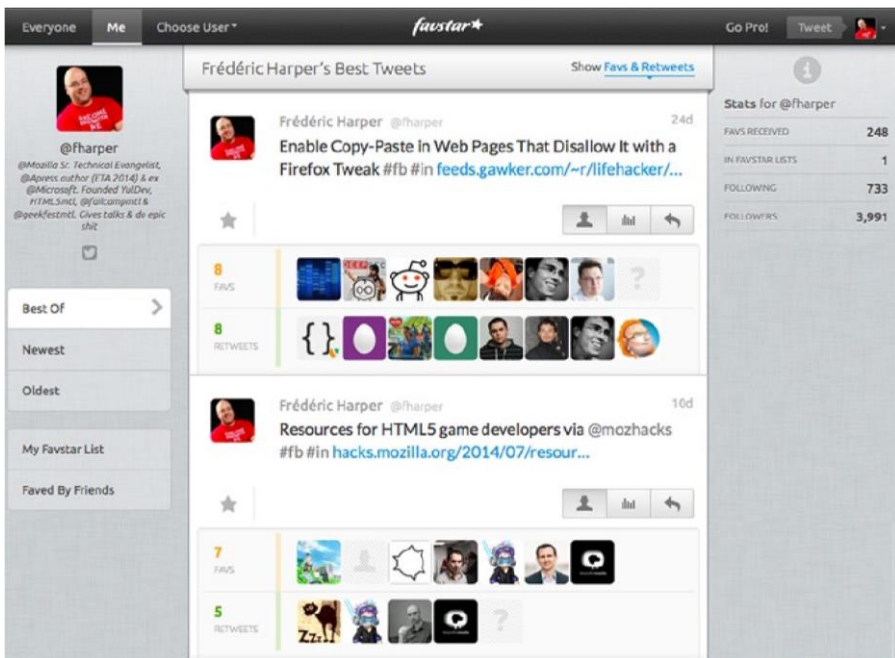 Everyone Me Choose User favstar Go Pro! Tweet
@fharper
@Mozilla Sr. Technical Evangelist,
@Apress author (ETA 2014) & ex
@Microsoft. Founded YulDev,
HTML5mtl, @failcampmtl &
@geekfestmtl. Gives talks & do epic
shit
Best Of
Newest
Oldest
My Favstar List
Faved By Friends
Frédéric Harper's Best Tweets Show Favs & Retweets
Frédéric Harper @fharper 24d
Enable Copy-Paste in Web Pages That Disallow It with a
Firefox Tweak #fb #in feeds.gawker.com/~r/lifehacker/...
8
FAVS
8
RETWEETS
Frédéric Harper @fharper 10d
Resources for HTML5 game developers via @mozhacks
#fb #in hacks.mozilla.org/2014/07/resour...
7
FAVS
5
RETWEETS
Stats for @fharper
FAVS RECEIVED 248
IN FAVSTAR LISTS 1
FOLLOWING 733
FOLLOWERS 3,991